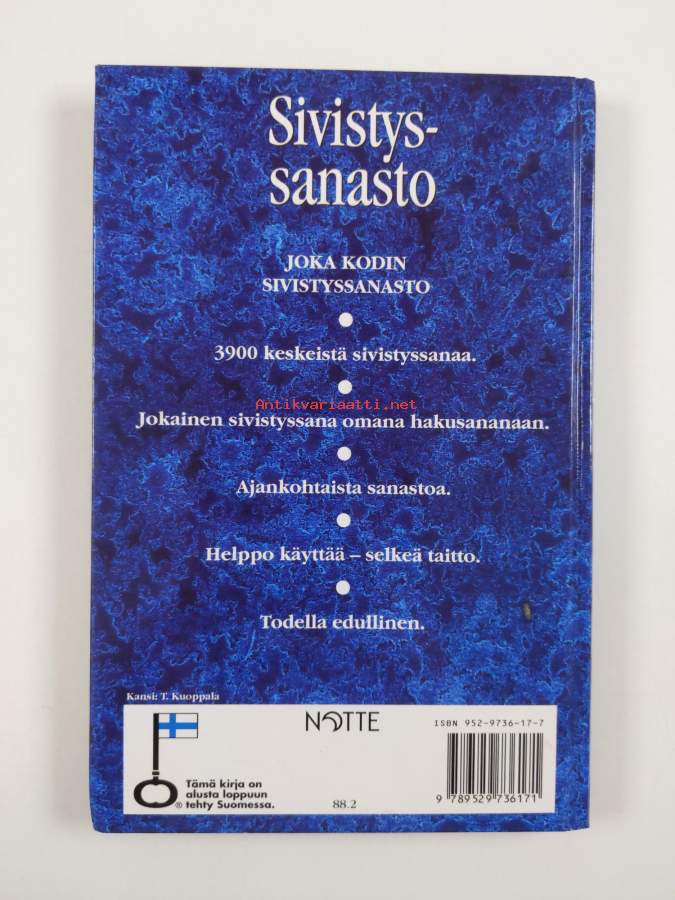 Sivistys-
sanasto
JOKA KODIN
SIVISTYSSANASTO
3900 keskeistä sivistyssanaa.
Antikvariaatti.net
Jokainen sivistyssana omana hakusananaan.
Ajankohtaista sanastoa.
Helppo käyttää – selkeä taitto.
Todella edullinen.
Kansi: T. Kuoppala
NOTTE
ISBN 952-9736-17-7
Tämä kirja on
alusta loppuun
® tehty Suomessa.
88.2
9 789529 736171